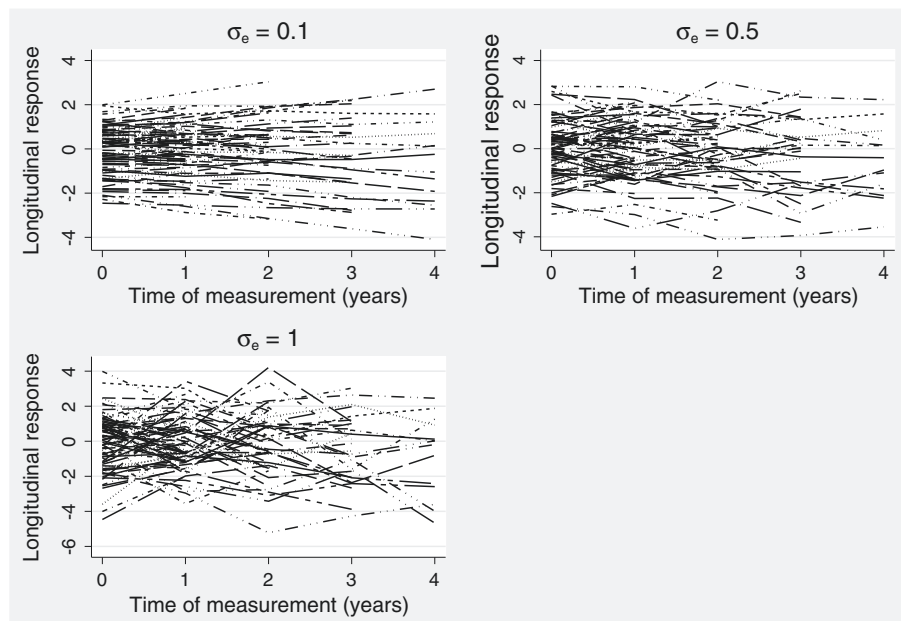 σe = 0.1
Longitudinal response
4
2
0
-2
-4
0 1 2 3 4
Time of measurement (years)
σe = 0.5
Longitudinal response
4
2
0
-2
-4
0 1 2 3 4
Time of measurement (years)
σe = 1
Longitudinal response
4
2
0
-2
-4
-6
0 1 2 3 4
Time of measurement (years)